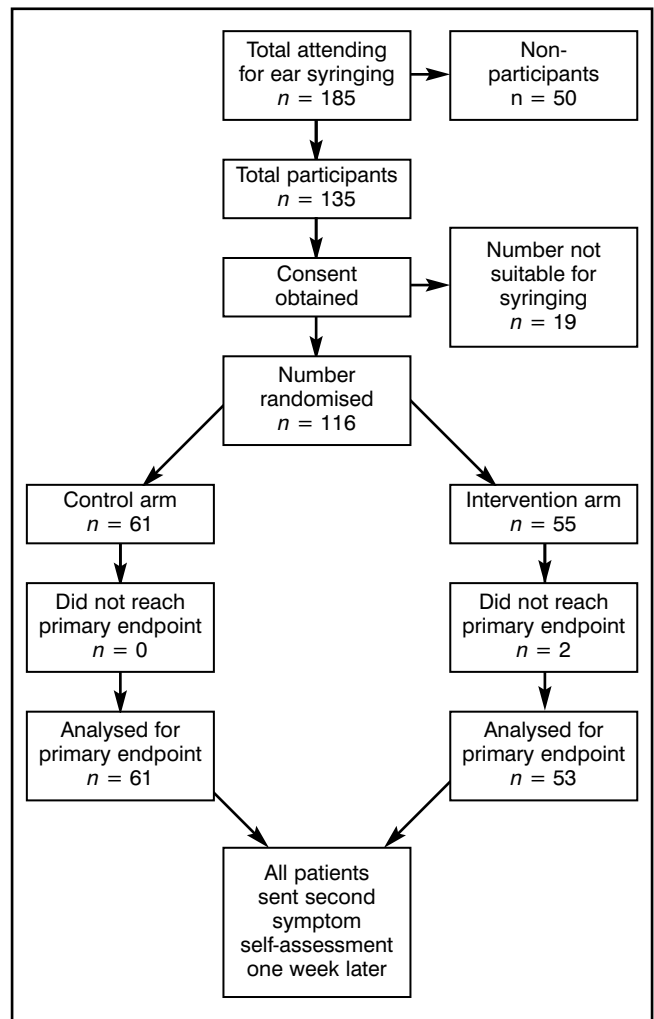 Total attending
for ear syringing
n = 185
Non-
participants
n = 50
Total participants
n = 135
Consent
obtained
Number not
suitable for
syringing
n = 19
Number
randomised
n = 116
Control arm
n = 61
Intervention arm
n = 55
Did not reach
primary endpoint
n = 0
Did not reach
primary endpoint
n = 2
Analysed for
primary endpoint
n = 61
Analysed for
primary endpoint
n = 53
All patients
sent second
symptom
self-assessment
one week later